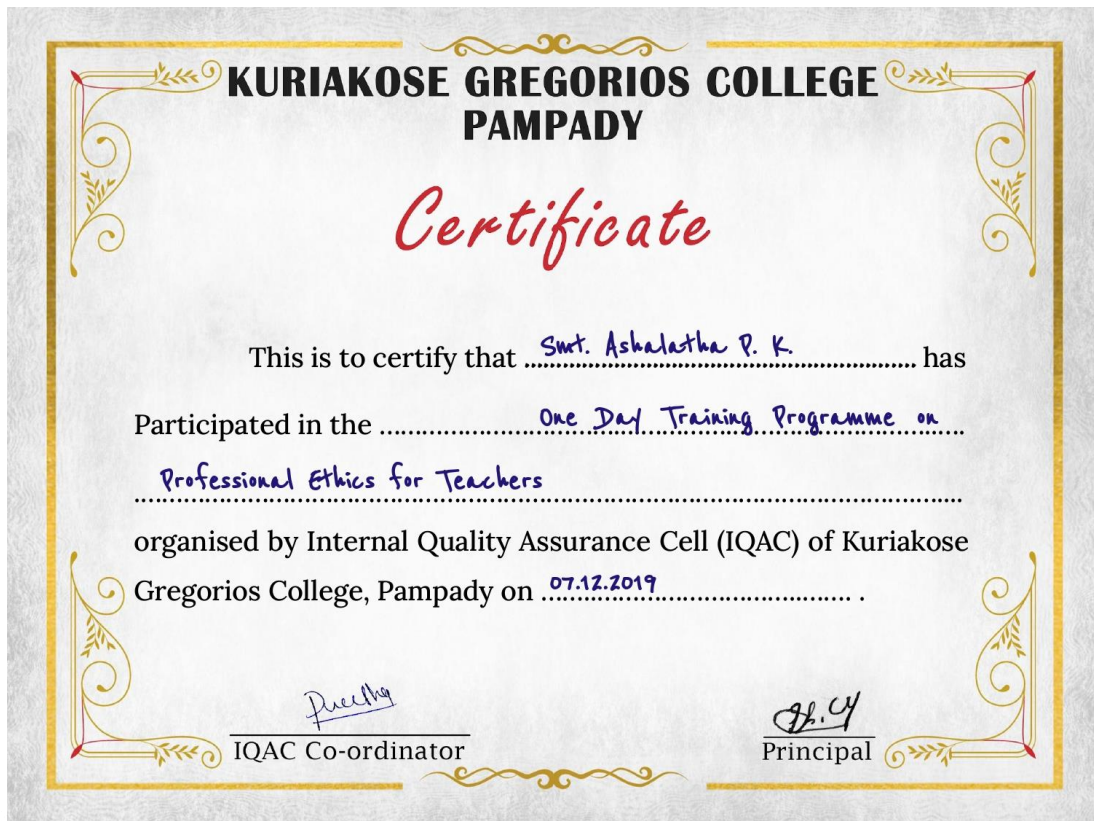 KURIAKOSE GREGORIOS COLLEGE
PAMPADY
Certificate
This is to certify that Smt. Ashalatha P. K. has
Participated in the One Day Training Programme on
Professional Ethics for Teachers
organised by Internal Quality Assurance Cell (IQAC) of Kuriakose
Gregorios College, Pampady on 07.12.2019 .
IQAC Co-ordinator
Principal